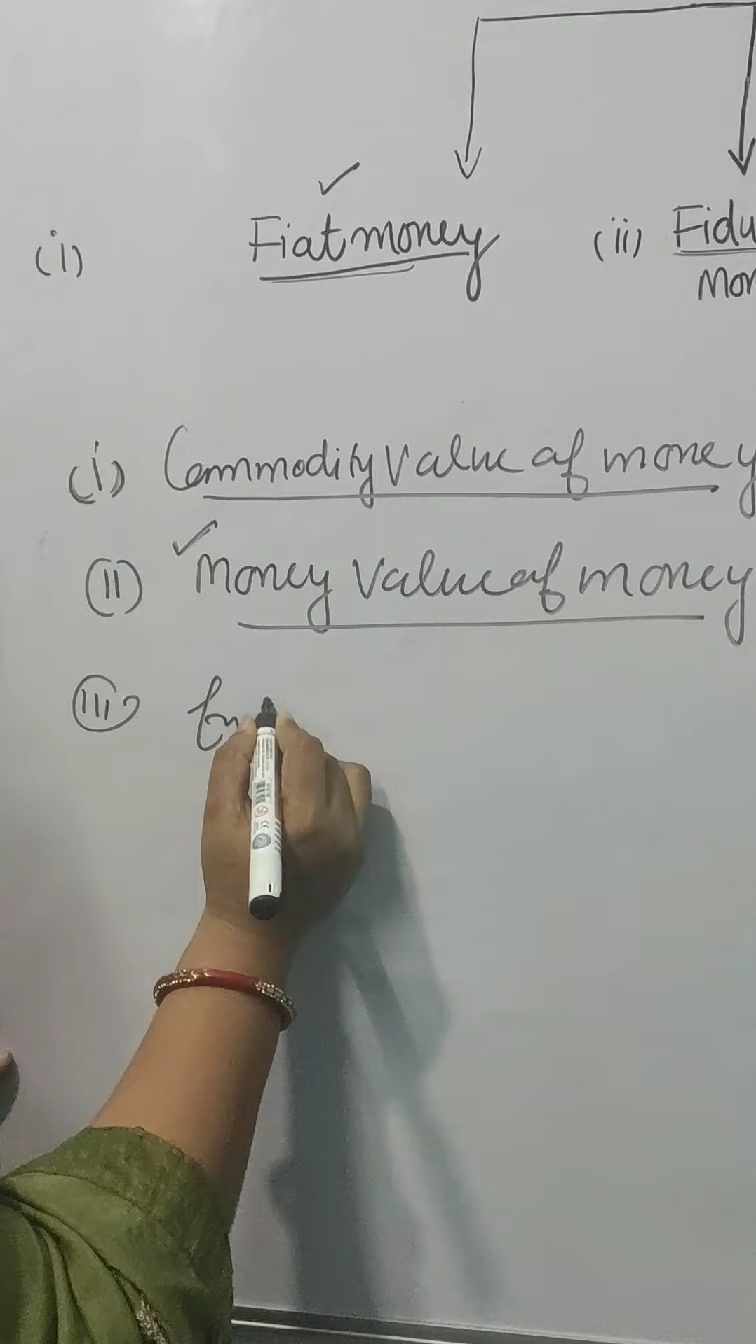 (i) Fiat money (ii) Fidu
Mon
(i) Commodity Value of money
(ii) Money Value of money
(iii)